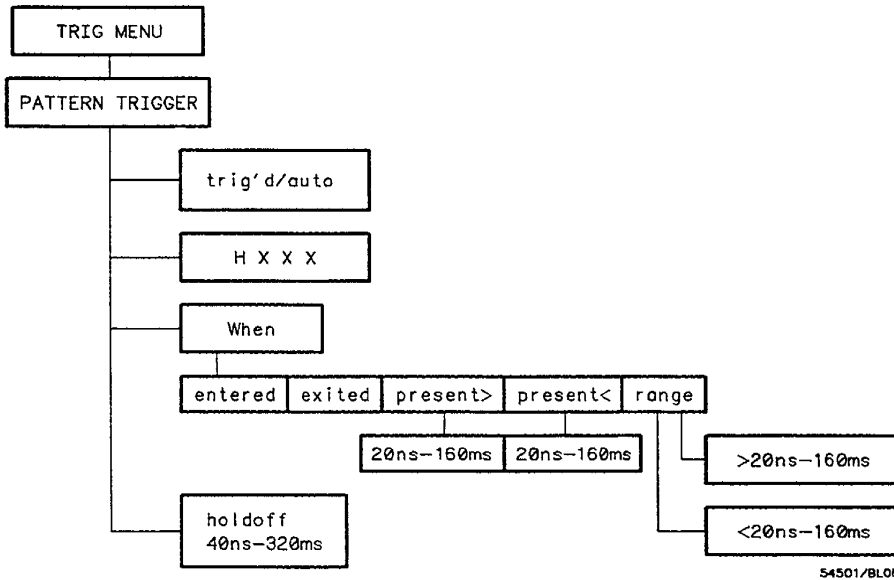 TRIG MENU
PATTERN TRIGGER
trig'd/auto
H X X X
When
entered exited present> present< range
20ns-160ms 20ns-160ms
>20ns-160ms
holdoff
40ns-320ms
<20ns-160ms